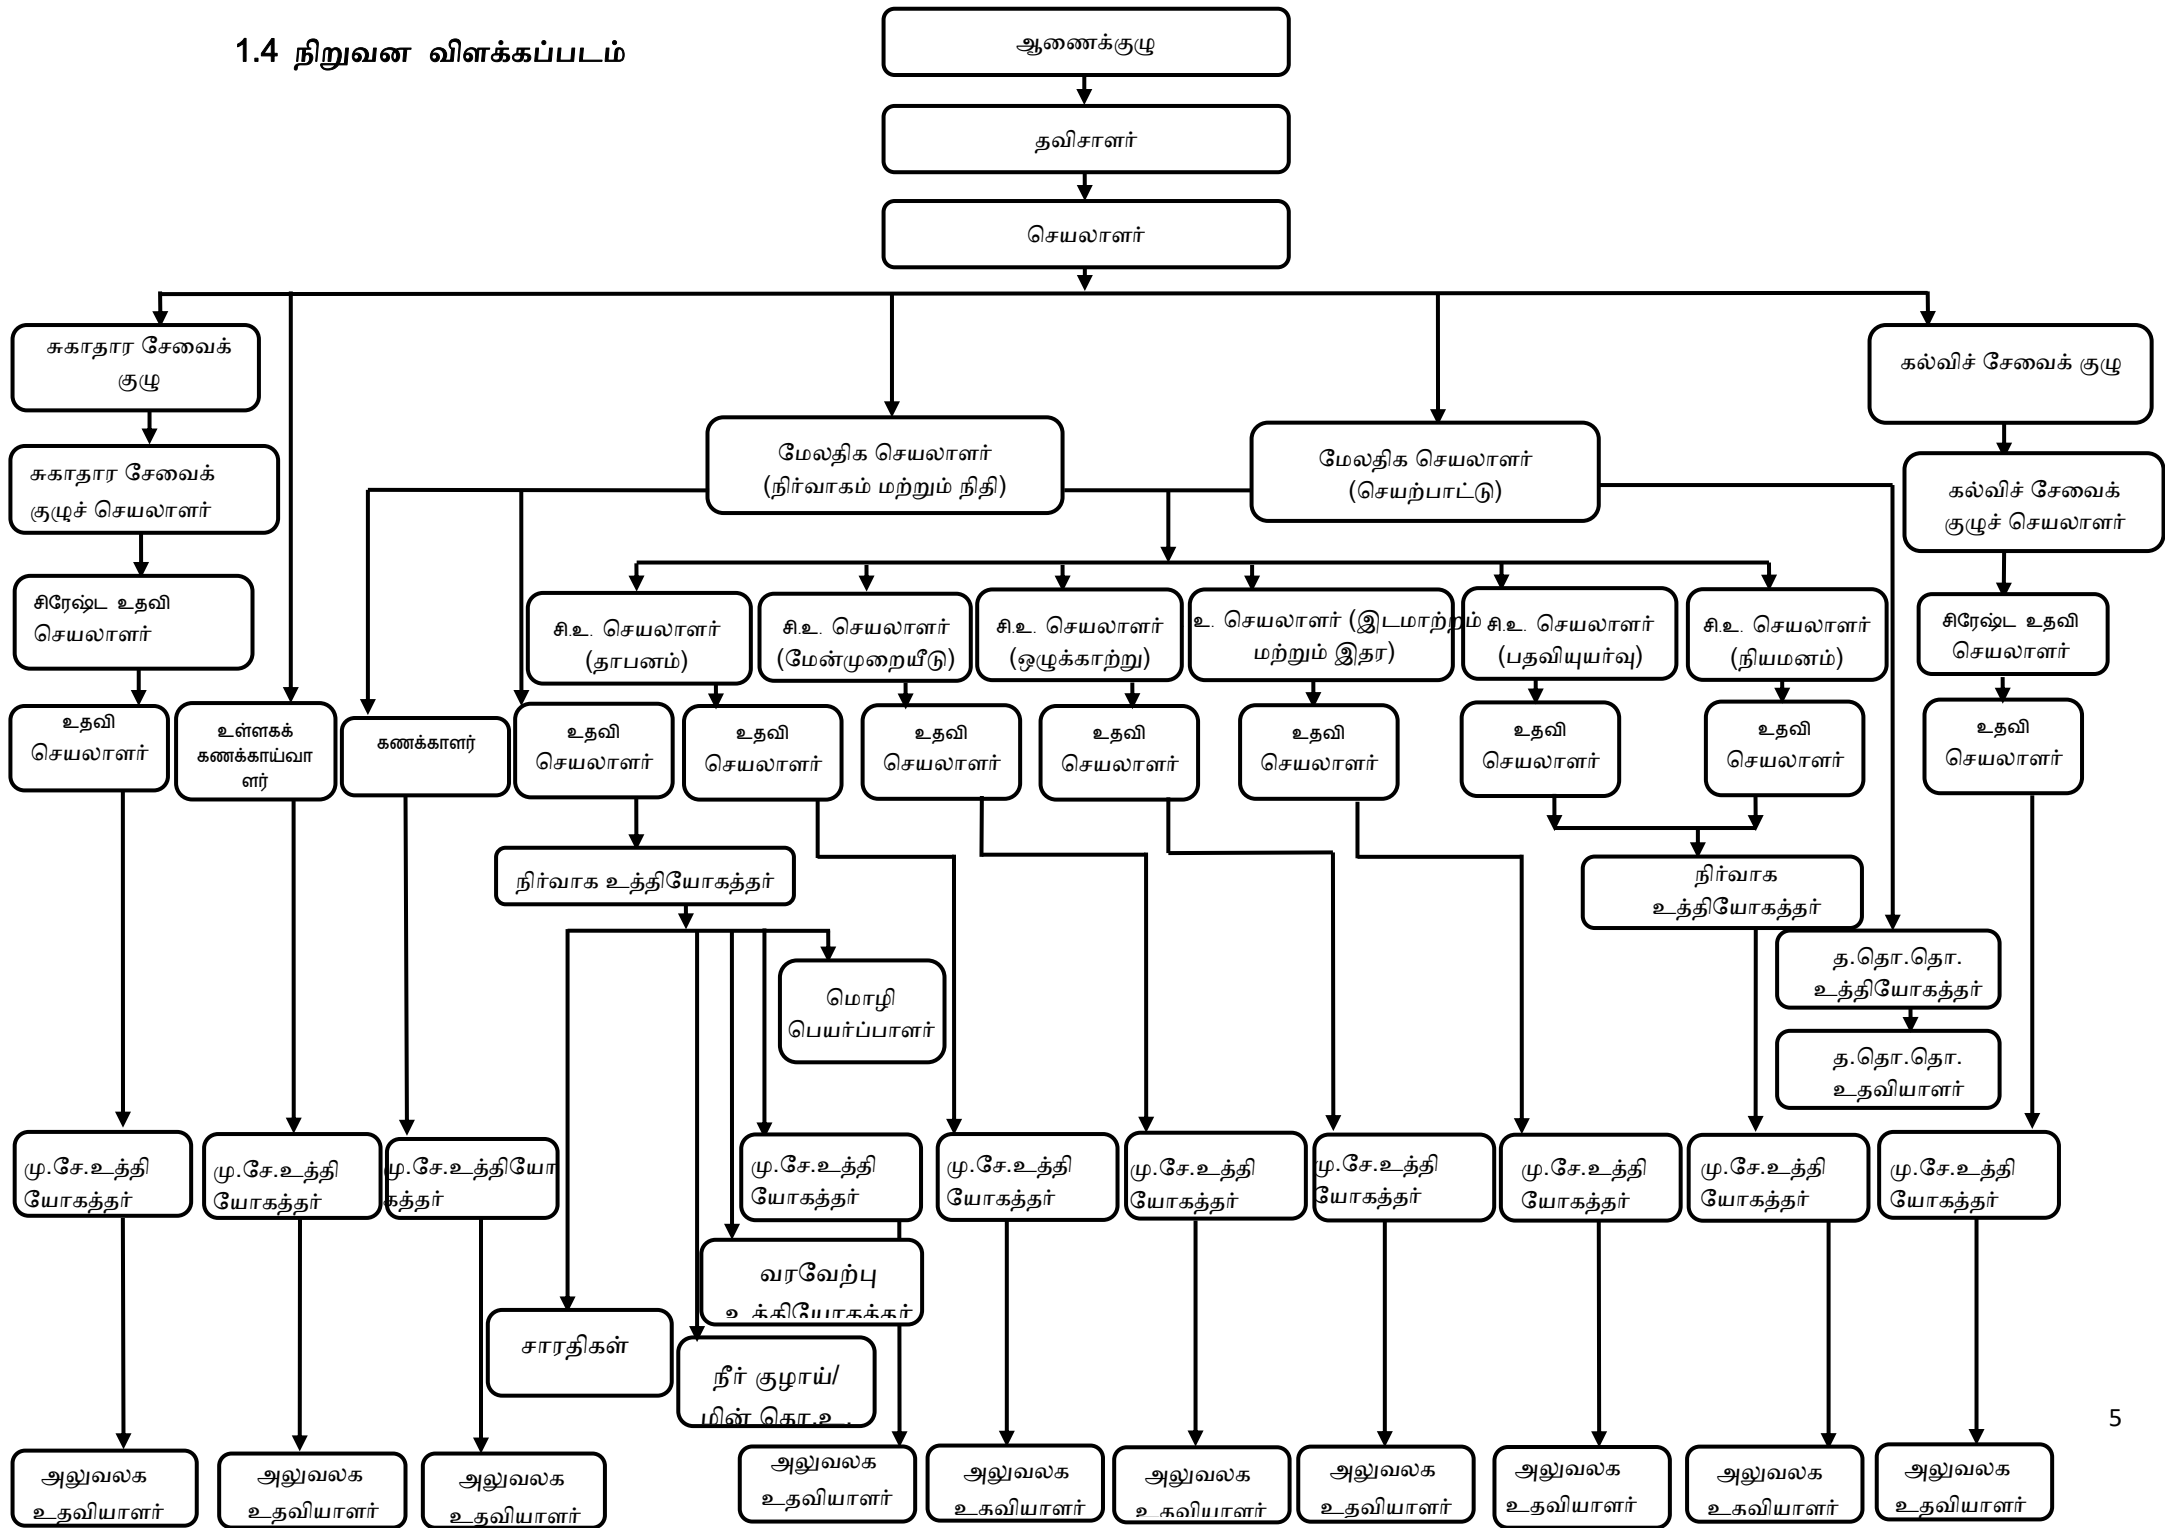 1.4 நிறுவன விளக்கப்படம்
ஆணைக்குழு
தவிசாளர்
செயலாளர்
சுகாதார சேவைக்
குழு
கல்விச் சேவைக் குழு
சுகாதார சேவைக்
குழுச் செயலாளர்
மேலதிக செயலாளர்
(நிர்வாகம் மற்றும் நிதி)
மேலதிக செயலாளர்
(செயற்பாட்டு)
கல்விச் சேவைக்
குழுச் செயலாளர்
சிரேஷ்ட உதவி
செயலாளர்
சி.உ. செயலாளர்
(தாபனம்)
சி.உ. செயலாளர்
(மேன்முறையீடு)
சி.உ. செயலாளர்
(ஒழுக்காற்று)
உ. செயலாளர் (இடமாற்றம்
மற்றும் இதர)
சி.உ. செயலாளர்
(பதவியுயர்வு)
சி.உ. செயலாளர்
(நியமனம்)
சிரேஷ்ட உதவி
செயலாளர்
உதவி
செயலாளர்
உள்ளகக்
கணக்காய்வா
ளர்
கணக்காளர்
உதவி
செயலாளர்
உதவி
செயலாளர்
உதவி
செயலாளர்
உதவி
செயலாளர்
உதவி
செயலாளர்
உதவி
செயலாளர்
உதவி
செயலாளர்
உதவி
செயலாளர்
நிர்வாக உத்தியோகத்தர்
நிர்வாக
உத்தியோகத்தர்
மொழி
பெயர்ப்பாளர்
த.தொ.தொ.
உத்தியோகத்தர்
த.தொ.தொ.
உதவியாளர்
மு.சே.உத்தி
யோகத்தர்
மு.சே.உத்தி
யோகத்தர்
மு.சே.உத்தியோ
கத்தர்
மு.சே.உத்தி
யோகத்தர்
மு.சே.உத்தி
யோகத்தர்
மு.சே.உத்தி
யோகத்தர்
மு.சே.உத்தி
யோகத்தர்
மு.சே.உத்தி
யோகத்தர்
மு.சே.உத்தி
யோகத்தர்
மு.சே.உத்தி
யோகத்தர்
வரவேற்பு
உத்தியோகத்தர்
சாரதிகள்
நீர் குழாய்/
மின் தொ.உ.
அலுவலக
உதவியாளர்
அலுவலக
உதவியாளர்
அலுவலக
உதவியாளர்
அலுவலக
உதவியாளர்
அலுவலக
உதவியாளர்
அலுவலக
உதவியாளர்
அலுவலக
உதவியாளர்
அலுவலக
உதவியாளர்
அலுவலக
உதவியாளர்
அலுவலக
உதவியாளர்
5